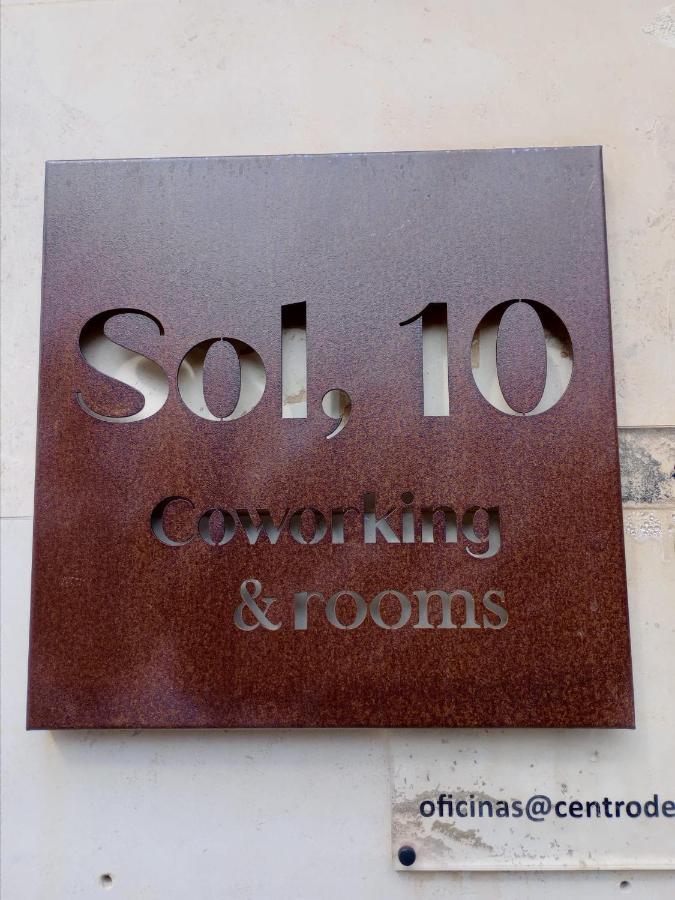 Sol, 10
Coworking
& rooms
oficinas@centrode